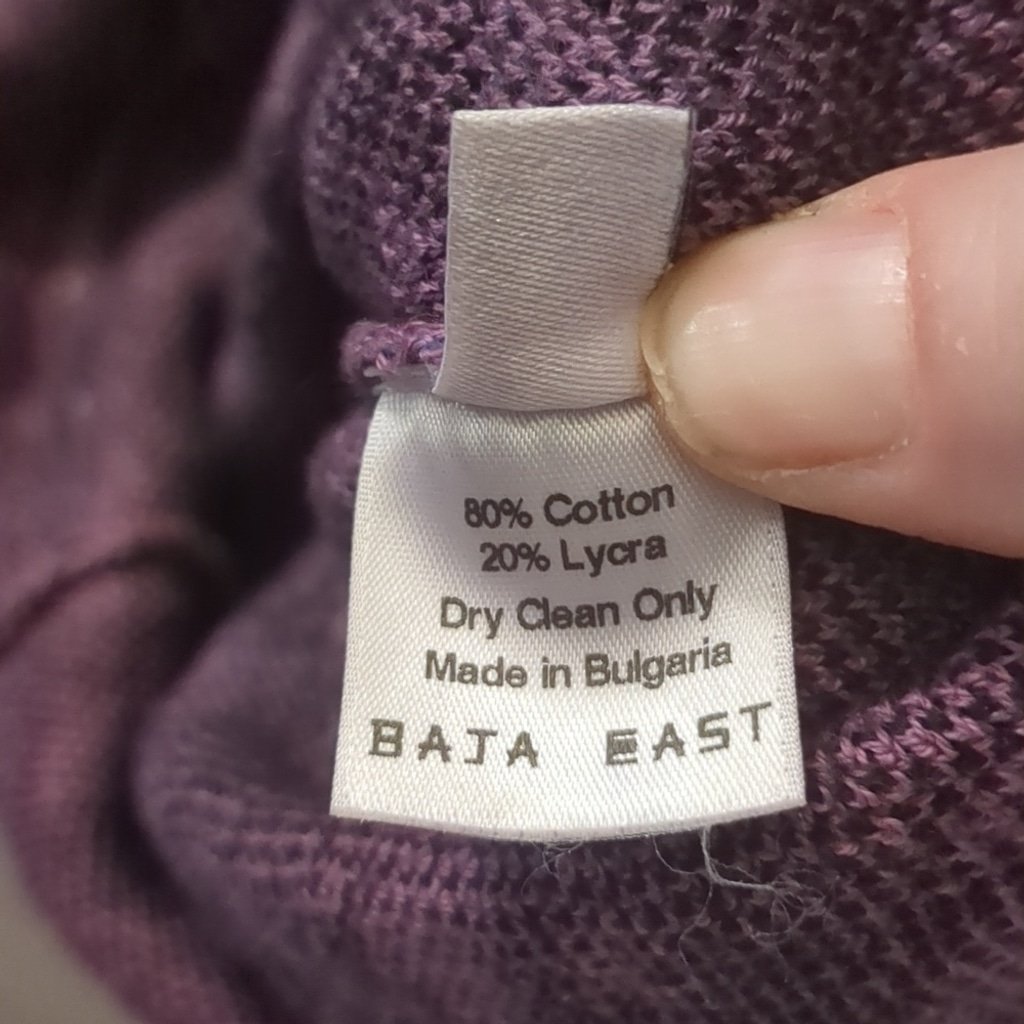 80% Cotton
20% Lycra
Dry Clean Only
Made in Bulgaria
BAJA EAST